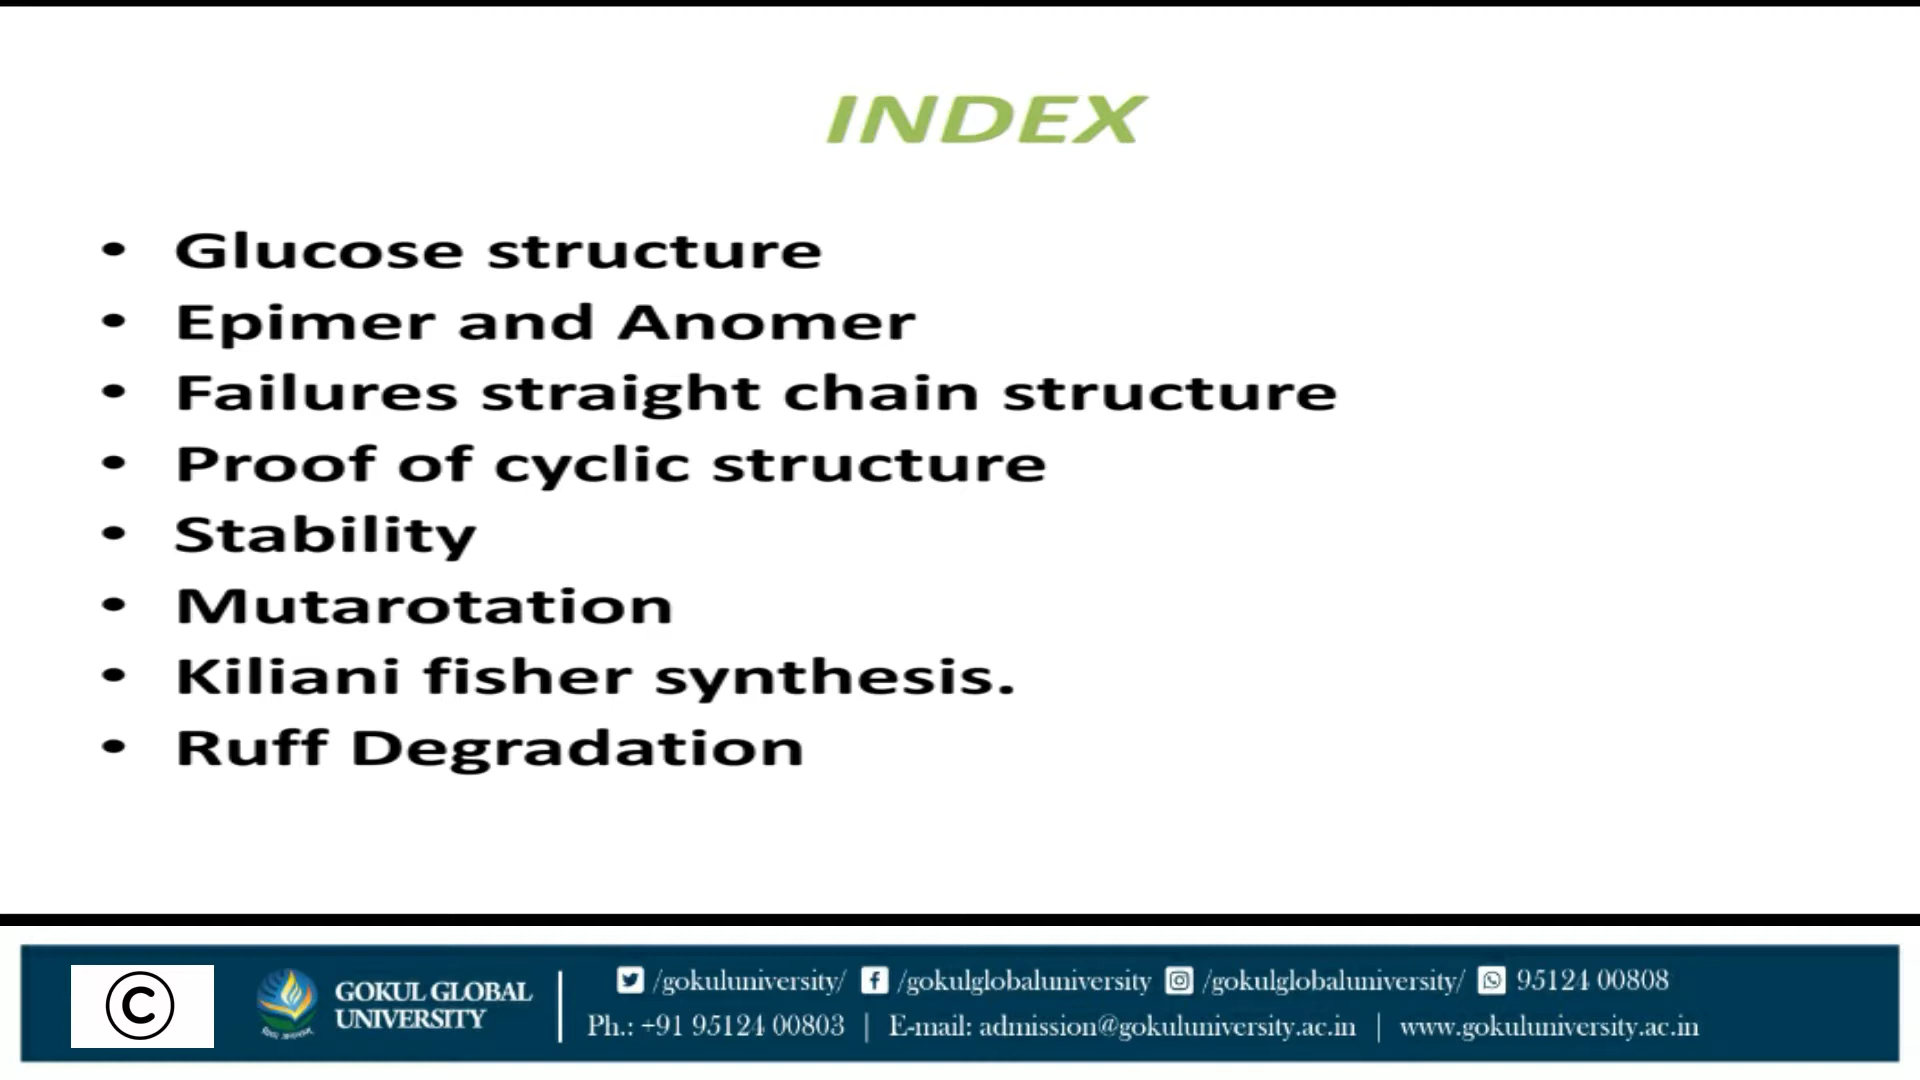 INDEX
• Glucose structure
• Epimer and Anomer
• Failures straight chain structure
• Proof of cyclic structure
• Stability
• Mutarotation
• Kiliani fisher synthesis.
• Ruff Degradation
©
GOKUL GLOBAL
UNIVERSITY
/gokuluniversity/ /gokulglobaluniversity /gokulglobaluniversity/ 95124 00808
Ph.: +91 95124 00803 | E-mail: admission@gokuluniversity.ac.in | www.gokuluniversity.ac.in